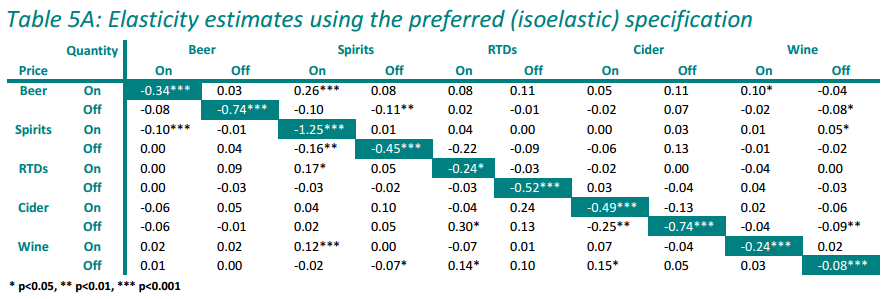 Table 5A: Elasticity estimates using the preferred (isoelastic) specification
Quantity Beer Spirits RTDs Cider Wine
Price On Off On Off On Off On Off On Off
Beer On -0.34*** 0.03 0.26*** 0.08 0.08 0.11 0.05 0.11 0.10* -0.04
Off -0.08 -0.74*** -0.10 -0.11** 0.02 -0.01 -0.02 0.07 -0.02 -0.08*
Spirits On -0.10*** -0.01 -1.25*** 0.01 0.04 0.00 0.00 0.03 0.01 0.05*
Off 0.00 0.04 -0.16** -0.45*** -0.22 -0.09 -0.06 0.13 -0.01 -0.02
RTDs On 0.00 0.09 0.17* 0.05 -0.24* -0.03 -0.02 0.00 -0.04 0.00
Off 0.00 -0.03 -0.03 -0.02 -0.03 -0.52*** 0.03 -0.04 0.04 -0.03
Cider On -0.06 0.05 0.04 0.10 -0.04 0.24 -0.49*** -0.13 0.02 -0.06
Off -0.06 -0.01 0.02 0.05 0.30* 0.13 -0.25** -0.74*** -0.04 -0.09**
Wine On 0.02 0.02 0.12*** 0.00 -0.07 0.01 0.07 -0.04 -0.24*** 0.02
Off 0.01 0.00 -0.02 -0.07* 0.14* 0.10 0.15* 0.05 0.03 -0.08***
* p<0.05, ** p<0.01, *** p<0.001